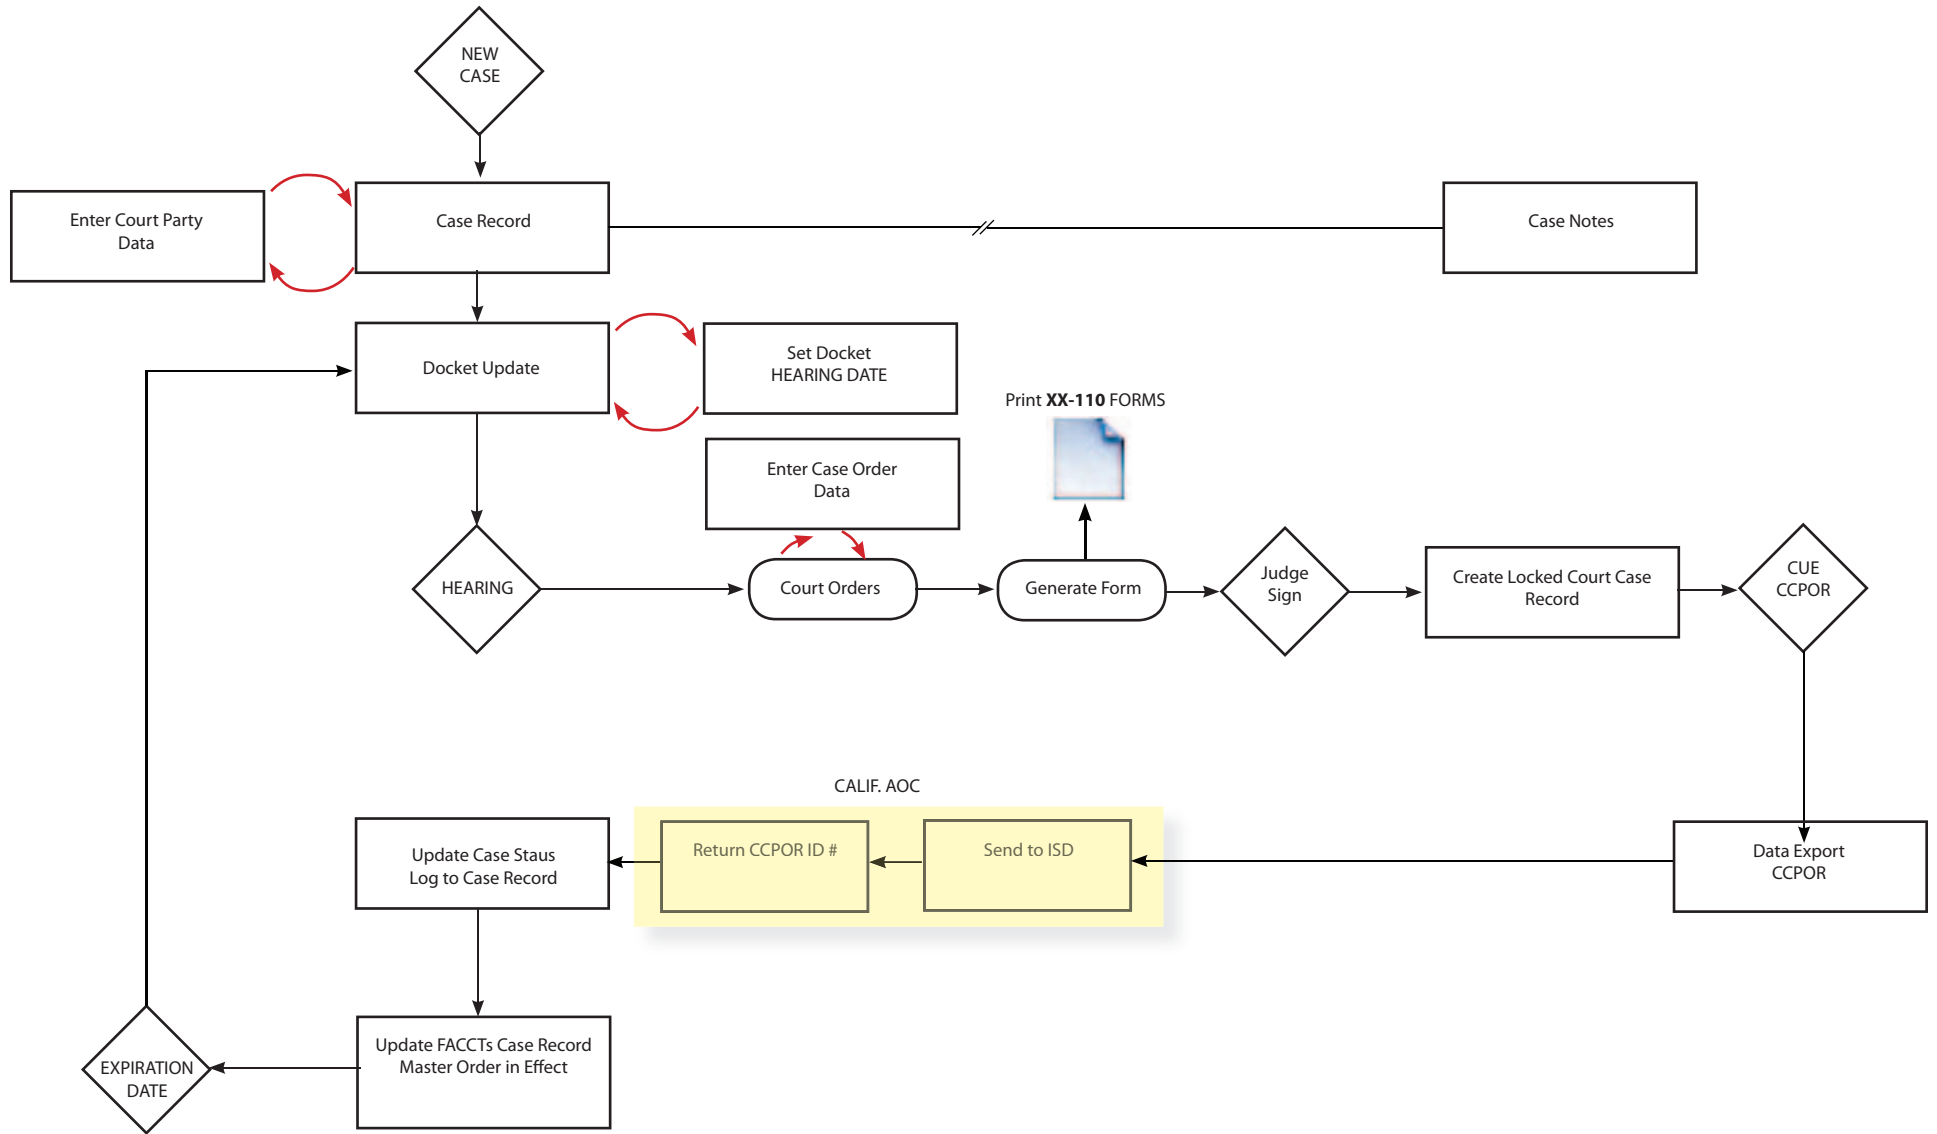 NEW
CASE
Enter Court Party
Data
Case Record
Case Notes
Docket Update
Set Docket
HEARING DATE
Print XX-110 FORMS
Enter Case Order
Data
HEARING
Court Orders
Generate Form
Judge
Sign
Create Locked Court Case
Record
CUE
CCPOR
CALIF. AOC
Update Case Staus
Log to Case Record
Return CCPOR ID #
Send to ISD
Data Export
CCPOR
Update FACCTs Case Record
Master Order in Effect
EXPIRATION
DATE